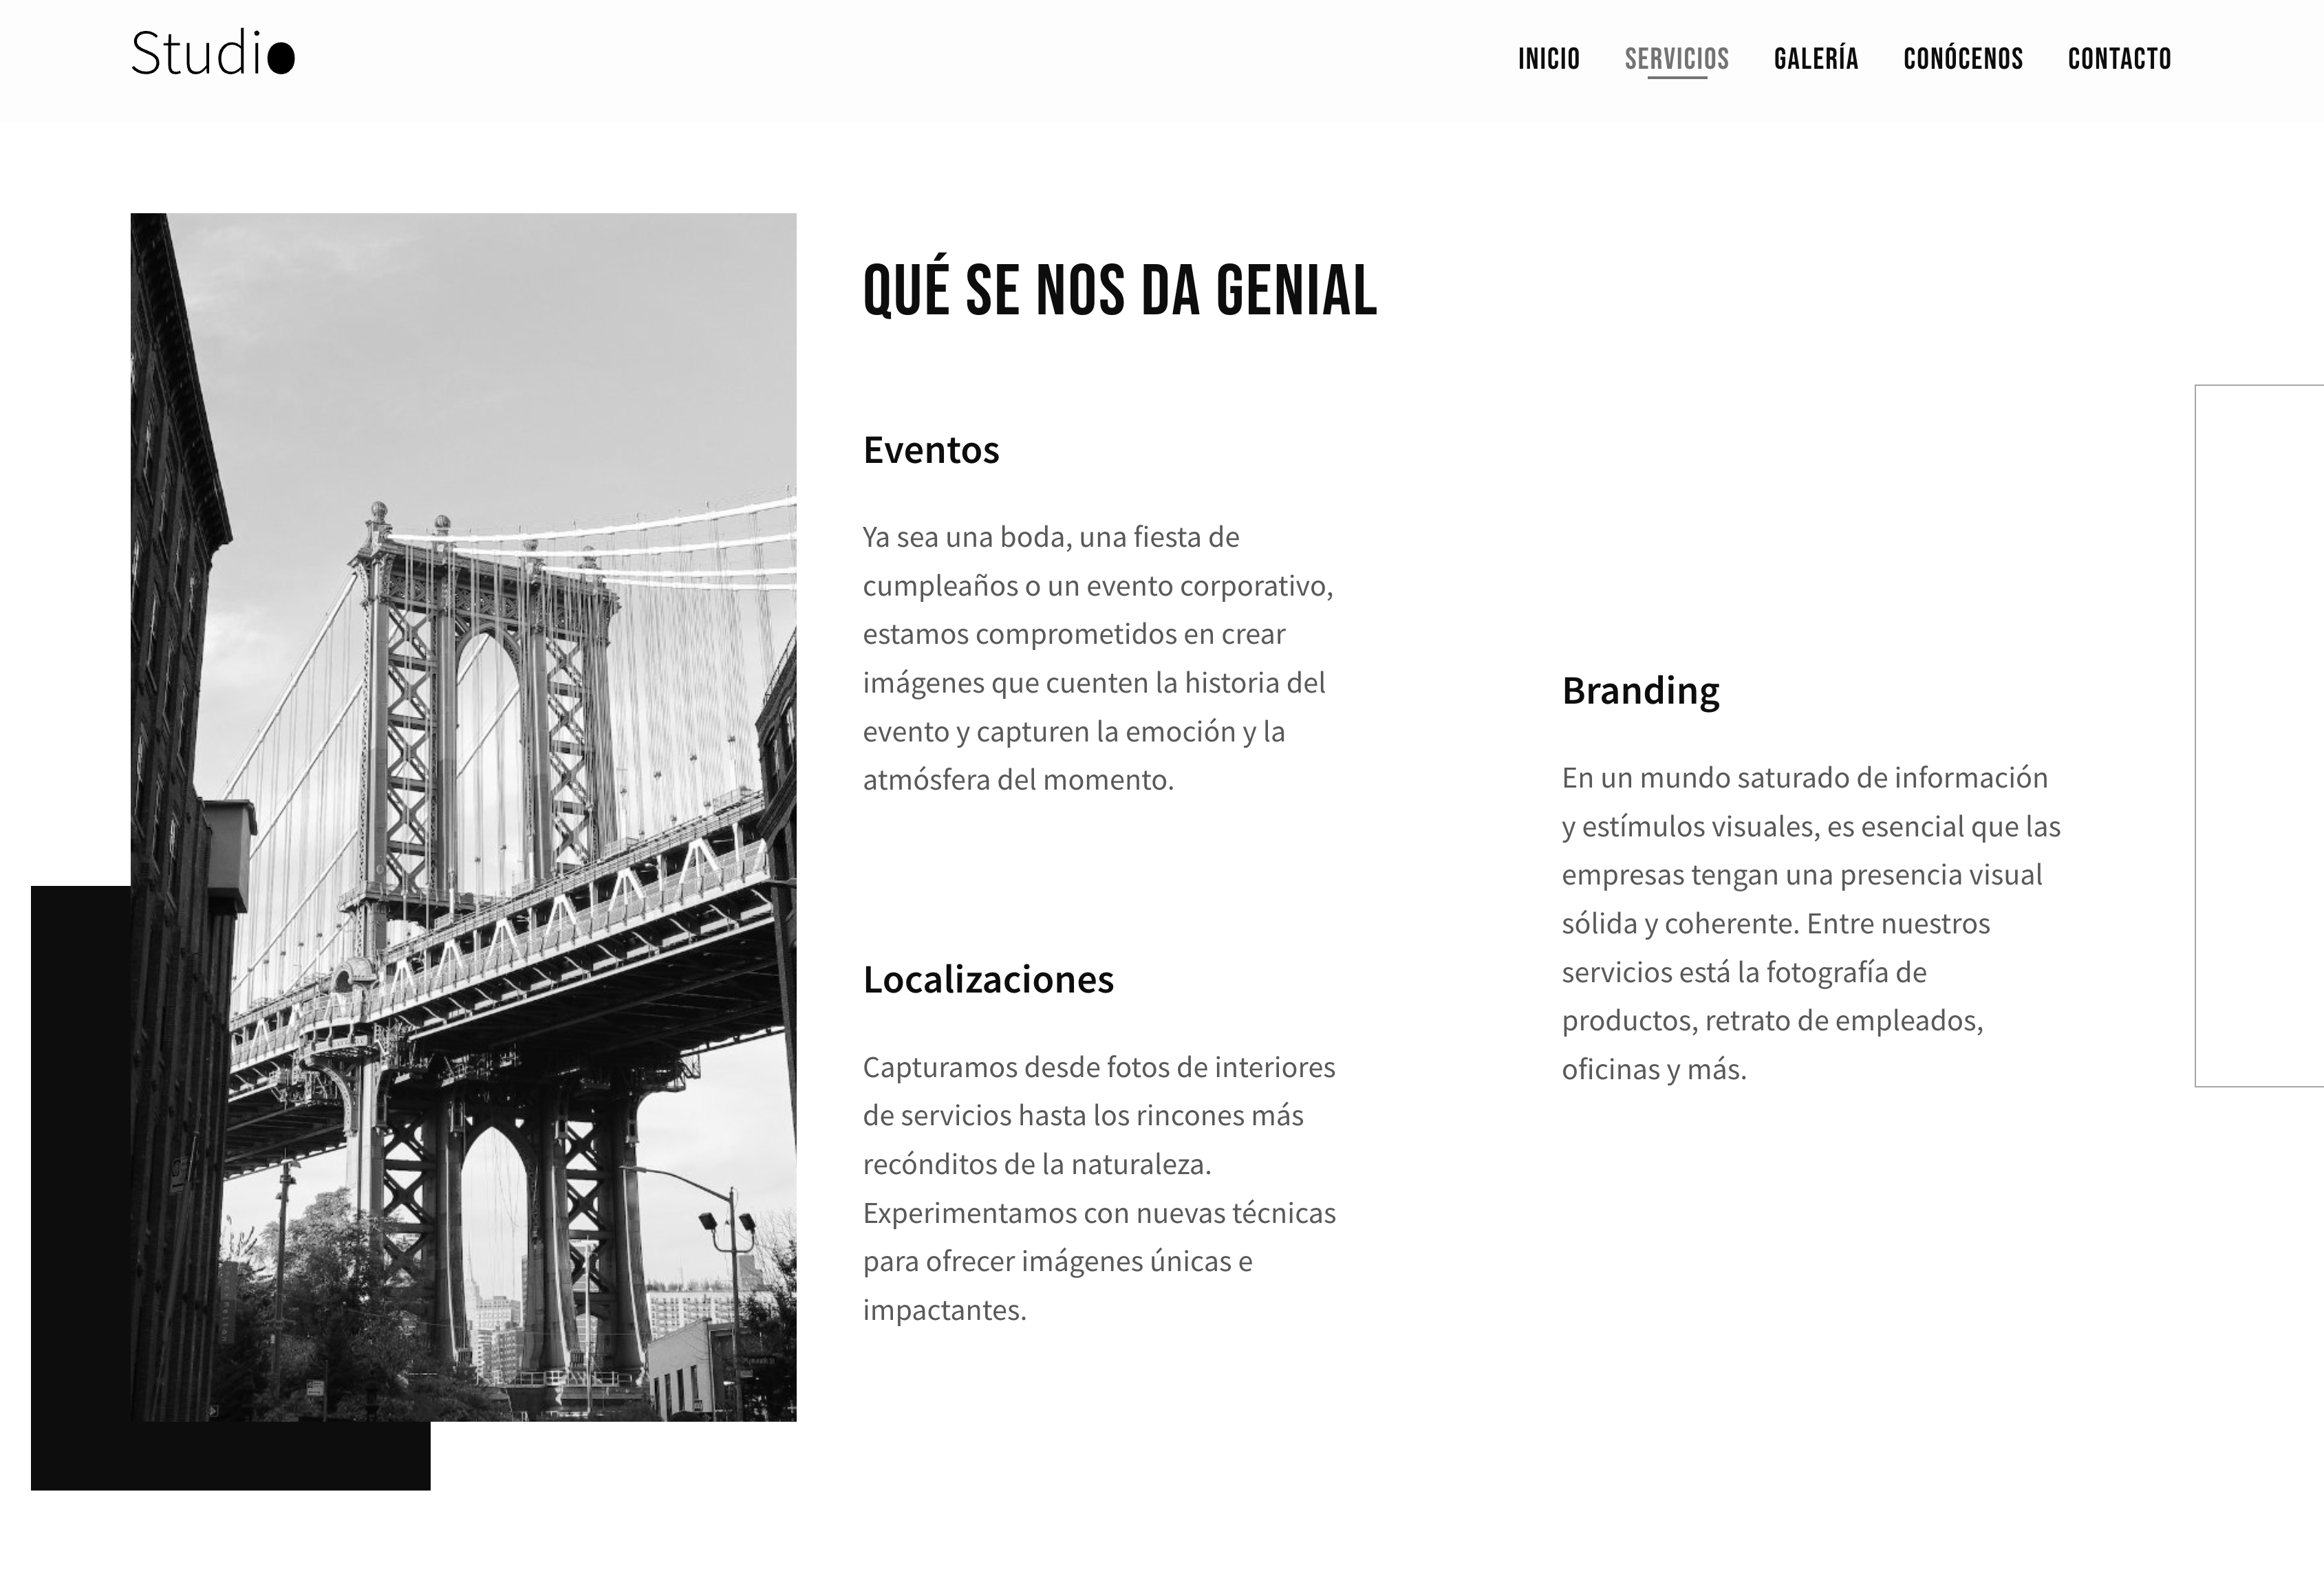 Studio
INICIO SERVICIOS GALERÍA CONÓCENOS CONTACTO
QUÉ SE NOS DA GENIAL
Eventos
Ya sea una boda, una fiesta de
cumpleaños o un evento corporativo,
estamos comprometidos en crear
imágenes que cuenten la historia del
evento y capturen la emoción y la
atmósfera del momento.
Localizaciones
Capturamos desde fotos de interiores
de servicios hasta los rincones más
recónditos de la naturaleza.
Experimentamos con nuevas técnicas
para ofrecer imágenes únicas e
impactantes.
Branding
En un mundo saturado de información
y estímulos visuales, es esencial que las
empresas tengan una presencia visual
sólida y coherente. Entre nuestros
servicios está la fotografía de
productos, retrato de empleados,
oficinas y más.